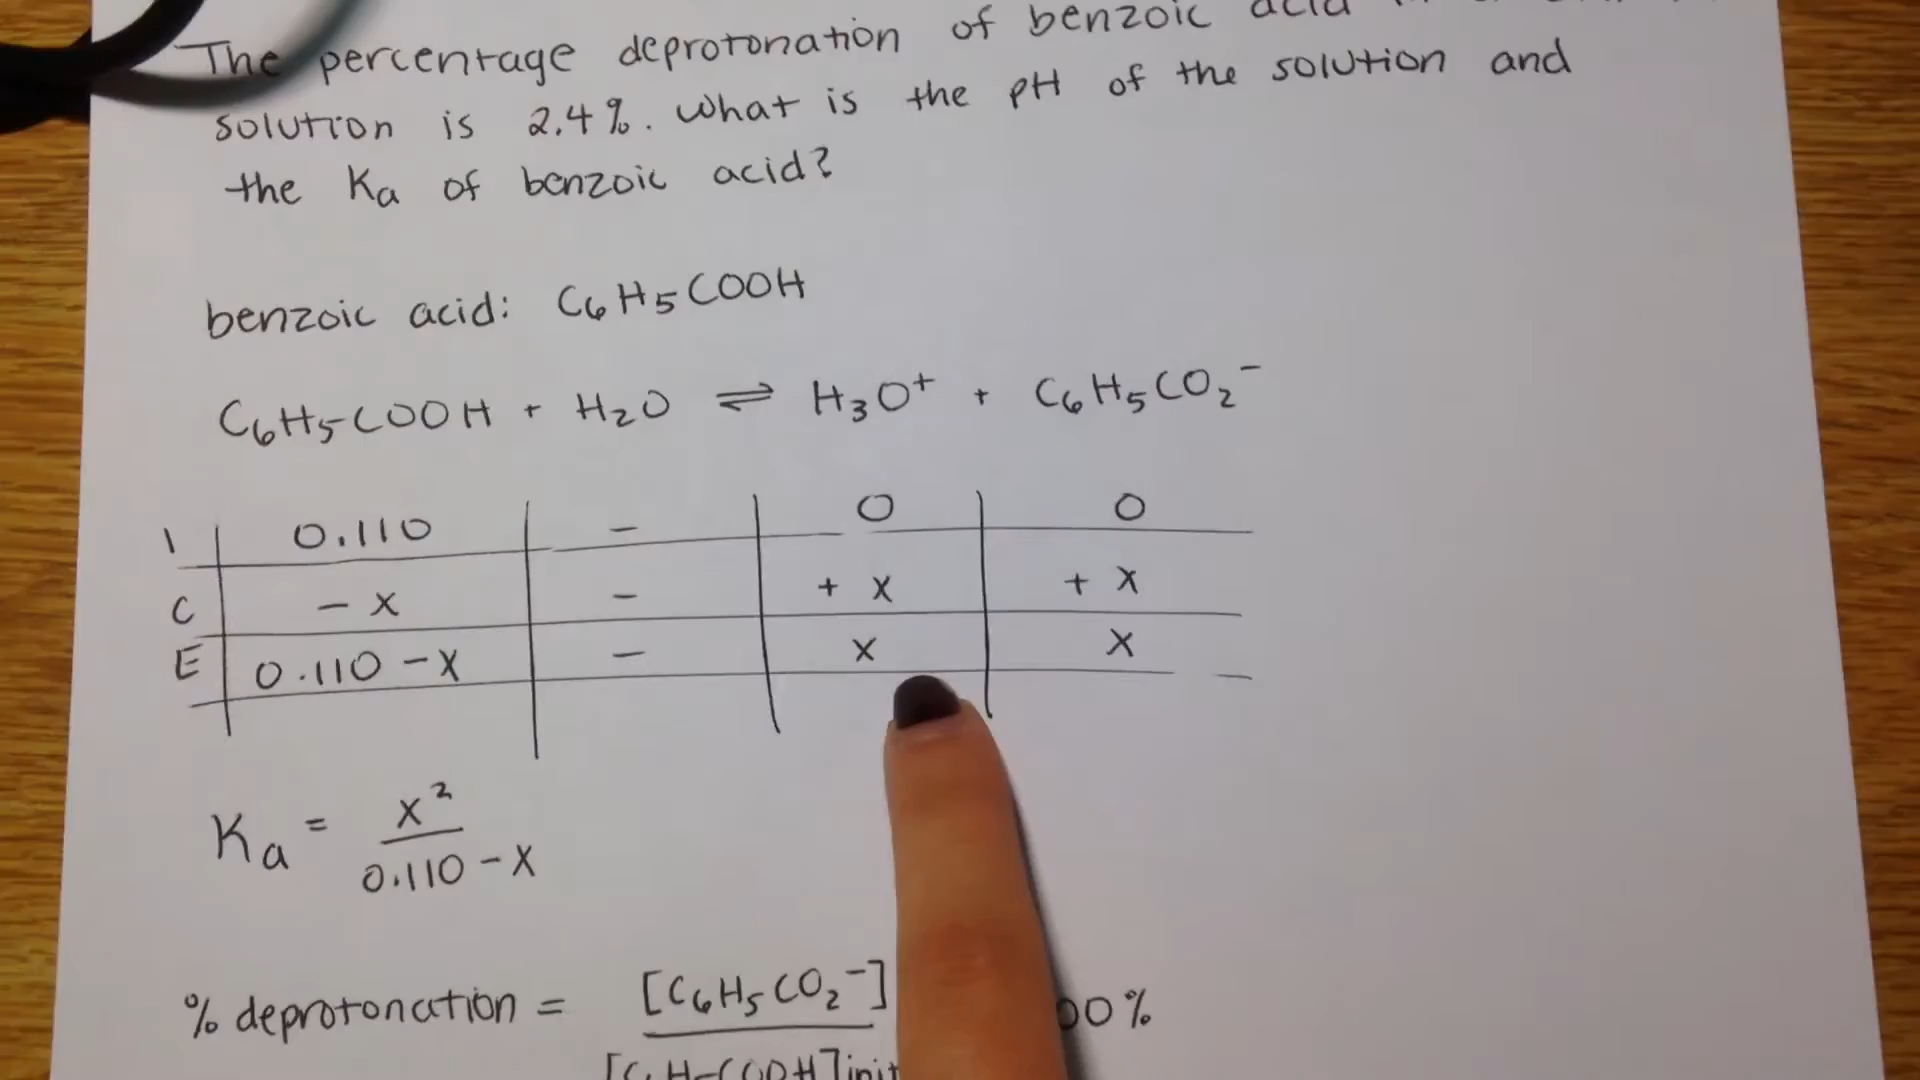 The percentage deprotonation of benzoic acid
solution is 2.4%. What is the pH of the solution and
the Ka of benzoic acid?
benzoic acid: C6H5COOH
C6H5COOH + H2O ⇌ H3O+ + C6H5CO2-
I 0.110 - 0 0
C - x - + x + x
E 0.110 - x - x x
Ka = x² / 0.110 - x
% deprotonation = [C6H5CO2-] 00%